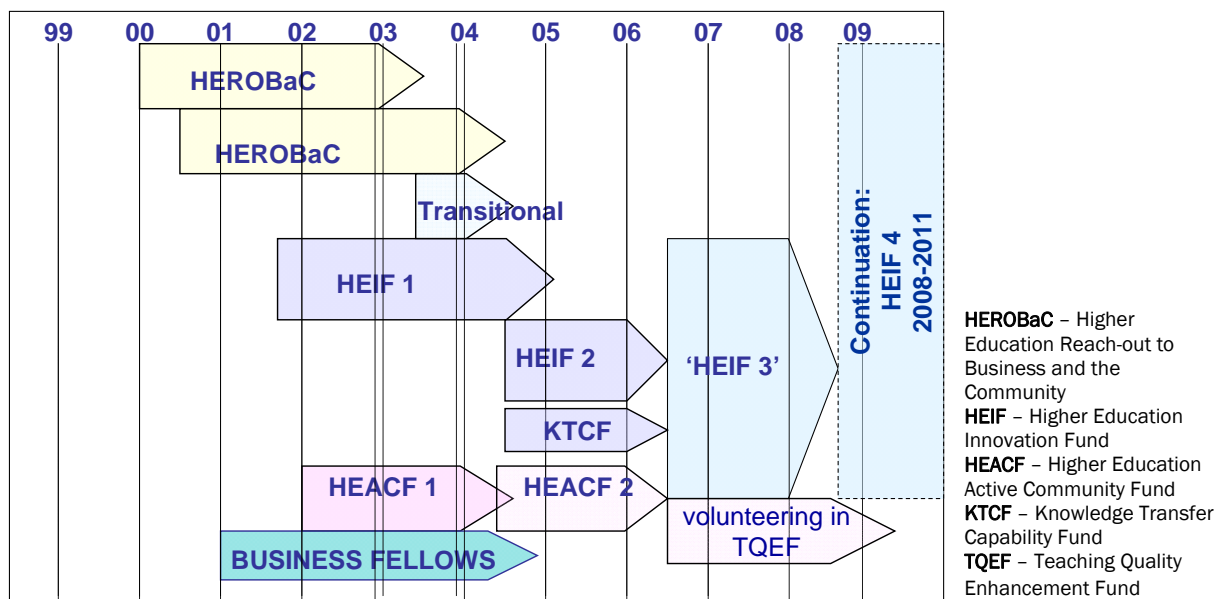 99 00 01 02 03 04 05 06 07 08 09
HEROBaC
HEROBaC
Transitional
HEIF 1
HEIF 2
'HEIF 3'
KTCF
HEACF 1
HEACF 2
volunteering in
TQEF
BUSINESS FELLOWS
Continuation:
HEIF 4
2008-2011
HEROBaC – Higher
Education Reach-out to
Business and the
Community
HEIF – Higher Education
Innovation Fund
HEACF – Higher Education
Active Community Fund
KTCF – Knowledge Transfer
Capability Fund
TQEF – Teaching Quality
Enhancement Fund